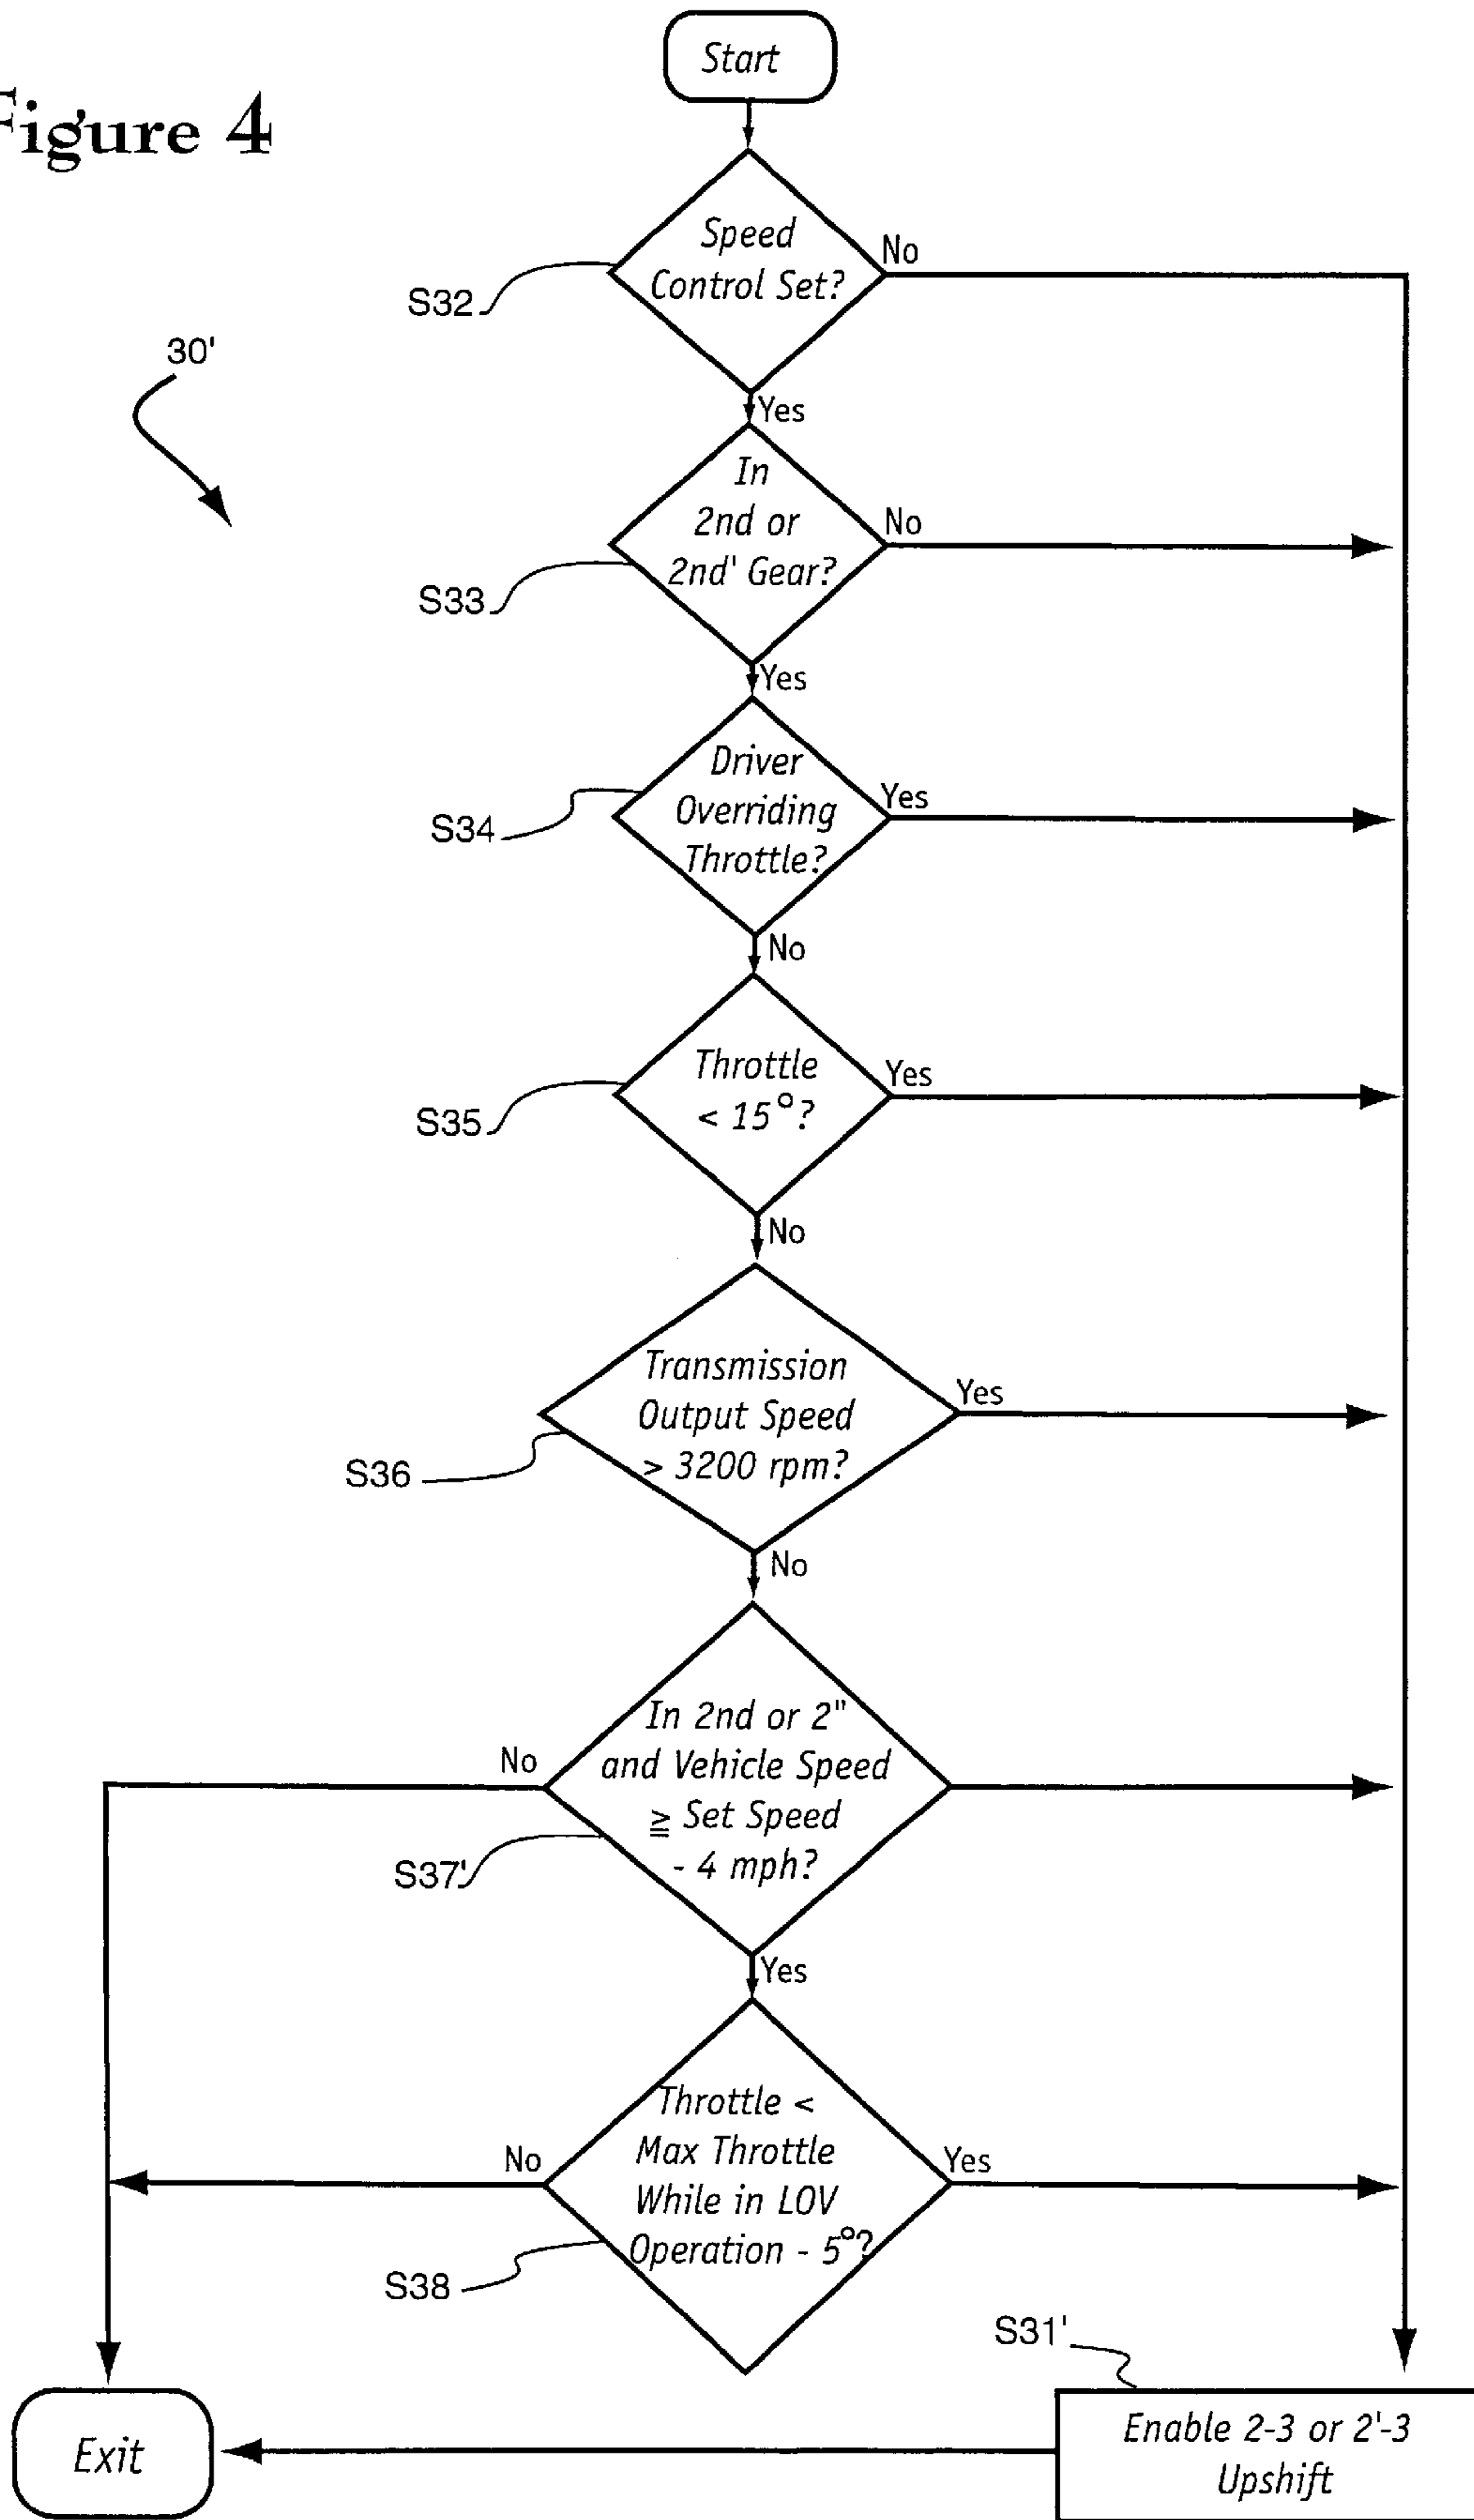 Start
Figure 4
Speed
Control Set?
No
S32
30'
Yes
In
2nd or
2nd' Gear?
No
S33
Yes
Driver
Overriding
Throttle?
Yes
S34
No
Throttle
< 15°?
Yes
S35
No
Transmission
Output Speed
> 3200 rpm?
Yes
S36
No
In 2nd or 2"
and Vehicle Speed
≧ Set Speed
- 4 mph?
No
S37'
Yes
Throttle <
Max Throttle
While in LOV
Operation - 5°?
No
Yes
S38
S31'
Enable 2-3 or 2'-3
Upshift
Exit